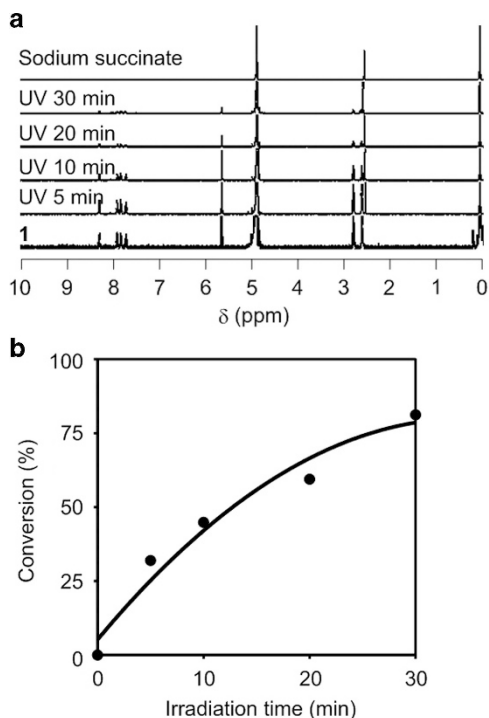 a
Sodium succinate
UV 30 min
UV 20 min
UV 10 min
UV 5 min
1
10 9 8 7 6 5 4 3 2 1 0
δ (ppm)
b
100
75
50
25
0
Conversion (%)
0 10 20 30
Irradiation time (min)